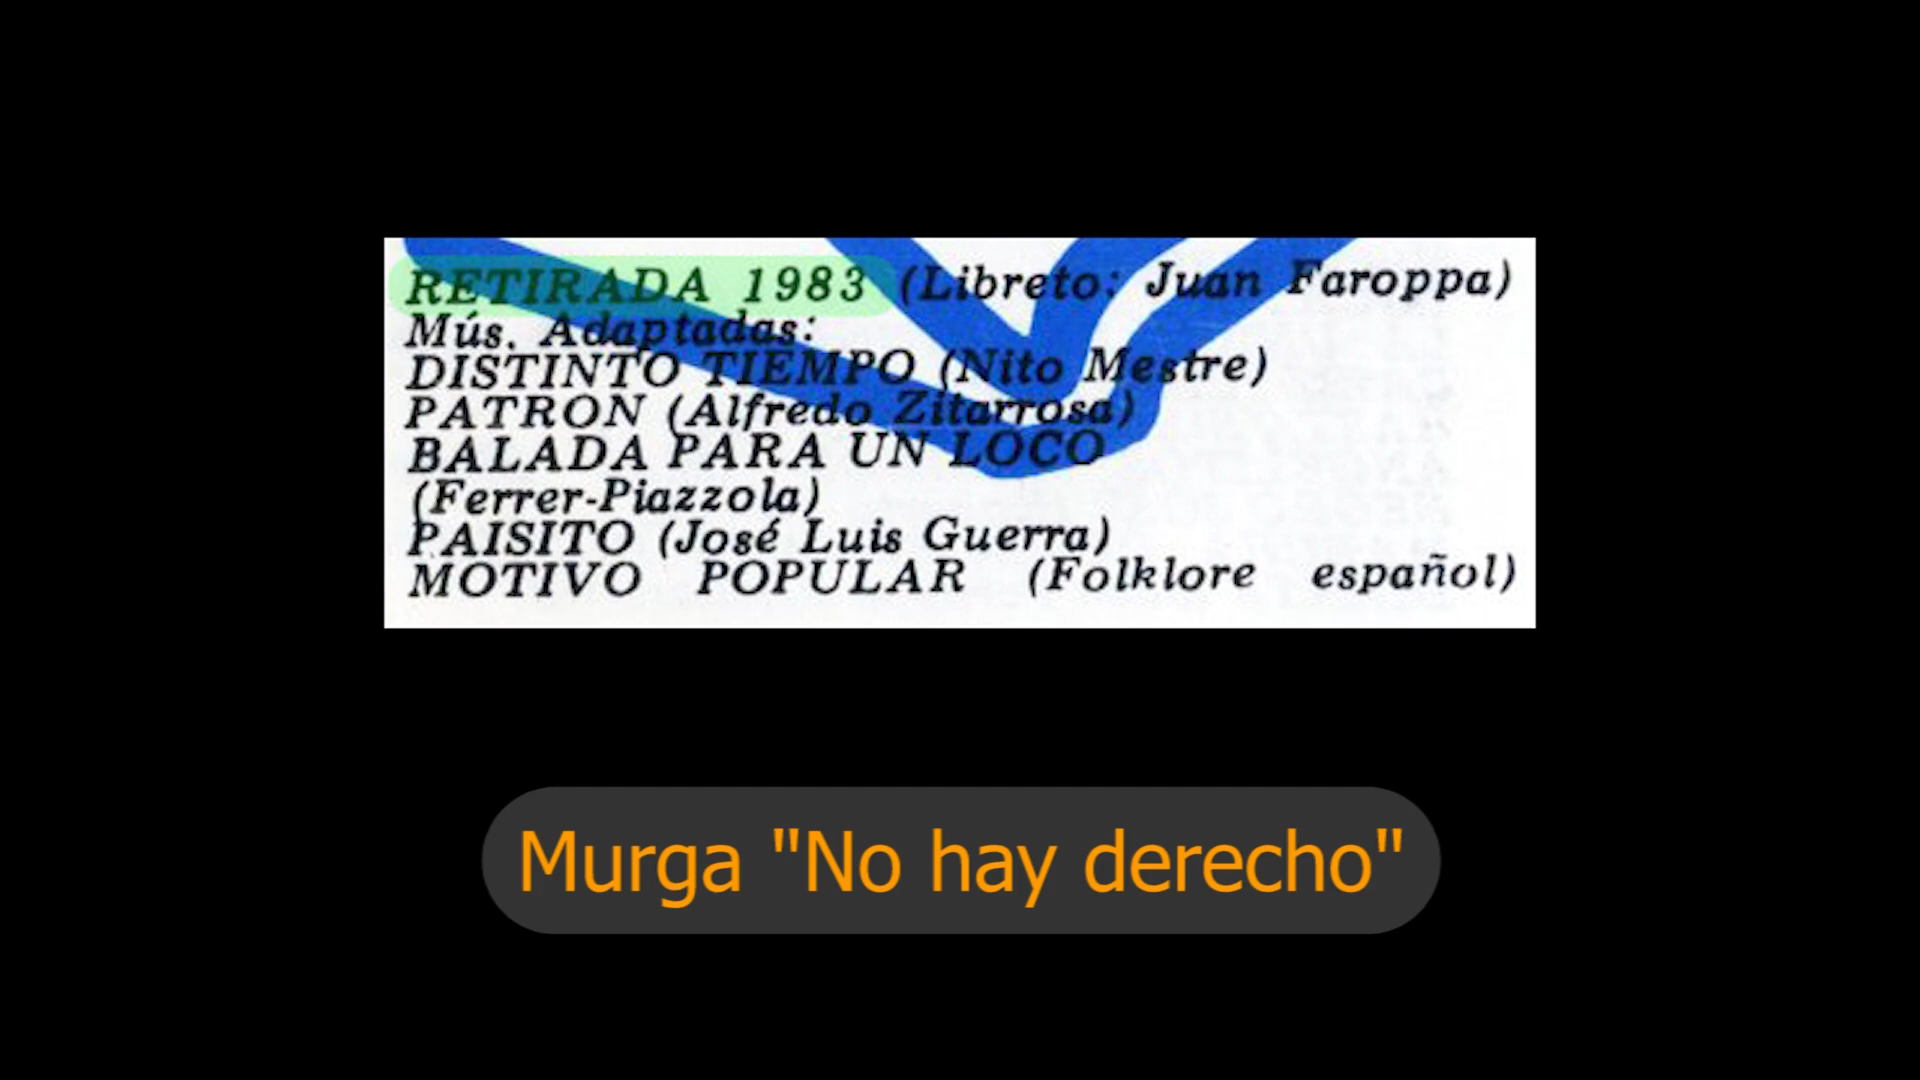 RETIRADA 1983 (Libreto: Juan Faroppa)
Mús. Adaptadas:
DISTINTO TIEMPO (Nito Mestre)
PATRON (Alfredo Zitarrosa)
BALADA PARA UN LOCO
(Ferrer-Piazzola)
PAISITO (José Luis Guerra)
MOTIVO POPULAR (Folklore español)
Murga "No hay derecho"